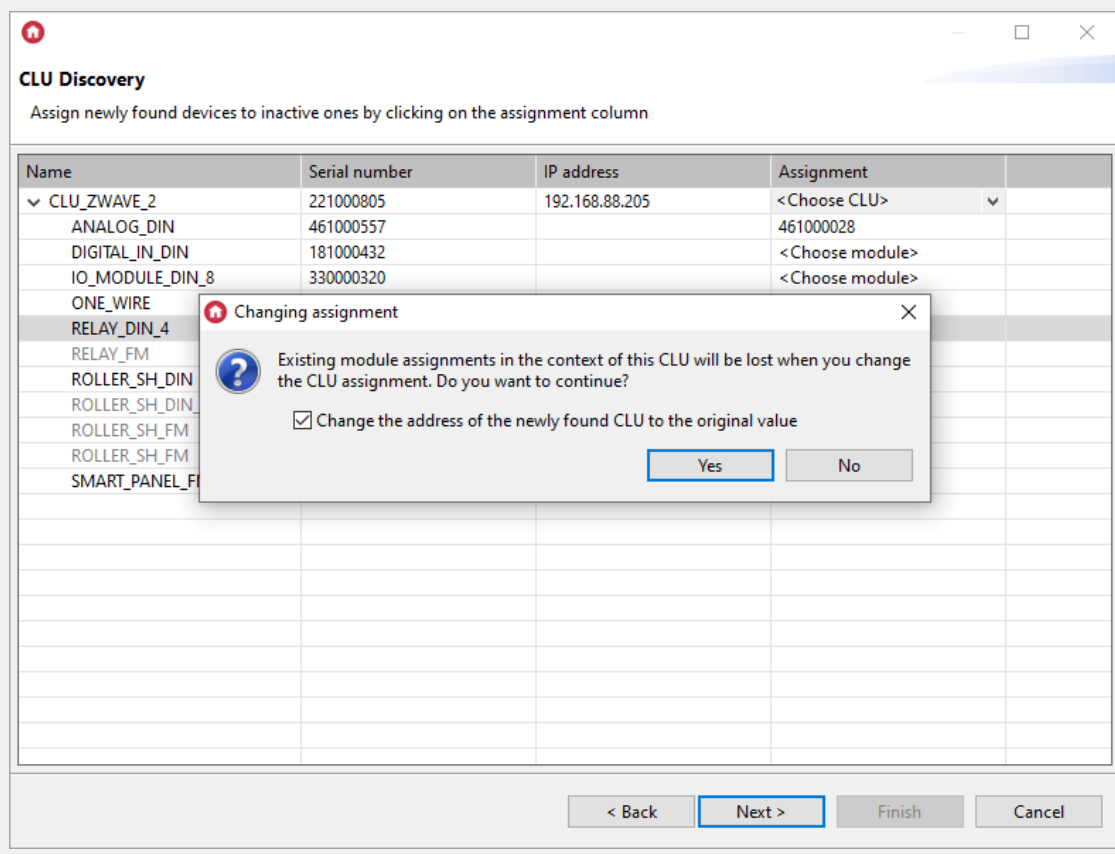 CLU Discovery
Assign newly found devices to inactive ones by clicking on the assignment column
Name Serial number IP address Assignment
CLU_ZWAVE_2 221000805 192.168.88.205 <Choose CLU>
ANALOG_DIN 461000557 461000028
DIGITAL_IN_DIN 181000432 <Choose module>
IO_MODULE_DIN_8 330000320 <Choose module>
ONE_WIRE
RELAY_DIN_4
RELAY_FM
ROLLER_SH_DIN
ROLLER_SH_DIN_
ROLLER_SH_FM
ROLLER_SH_FM
SMART_PANEL_F
Changing assignment
Existing module assignments in the context of this CLU will be lost when you change
the CLU assignment. Do you want to continue?
Change the address of the newly found CLU to the original value
Yes No
< Back Next > Finish Cancel